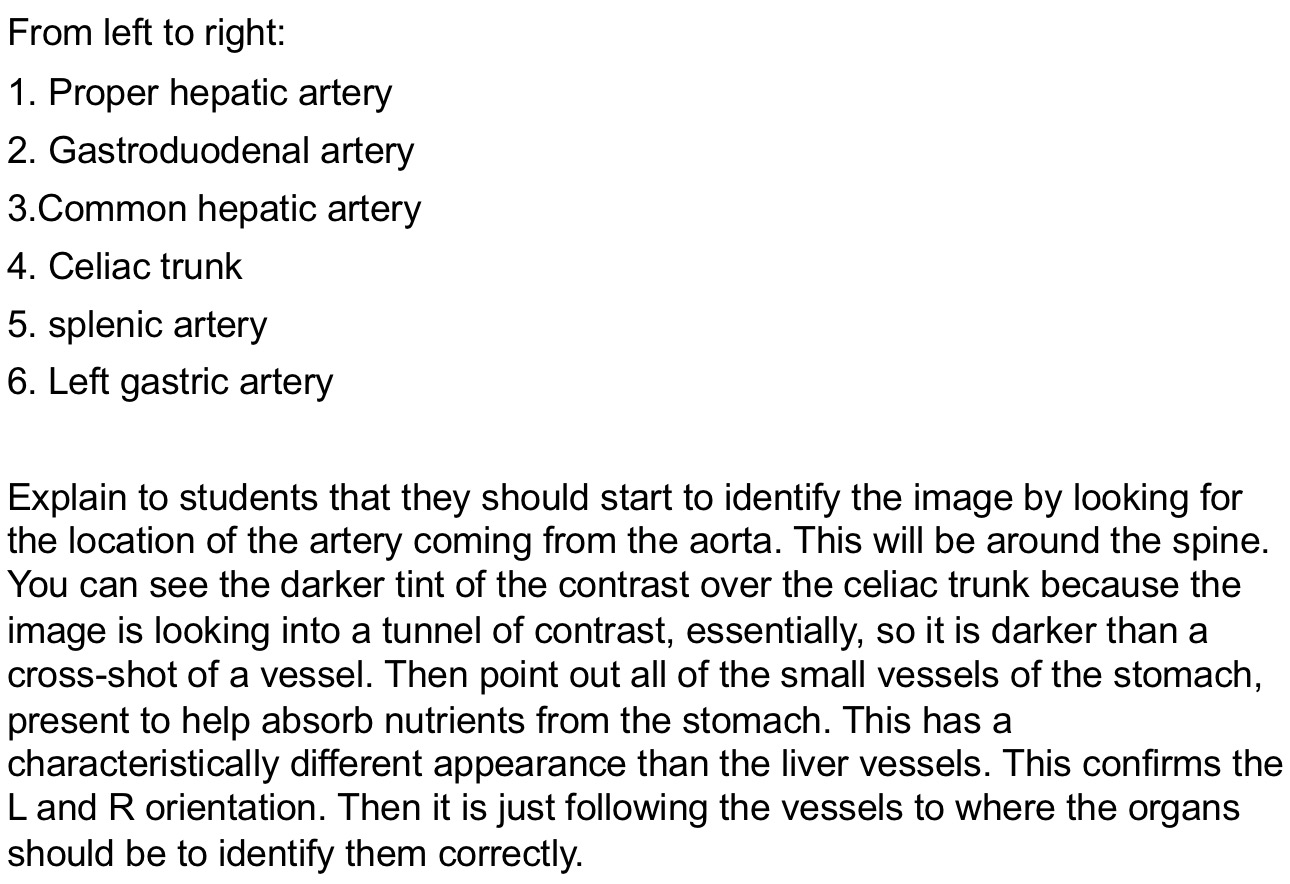 From left to right:
1. Proper hepatic artery
2. Gastroduodenal artery
3.Common hepatic artery
4. Celiac trunk
5. splenic artery
6. Left gastric artery
Explain to students that they should start to identify the image by looking for
the location of the artery coming from the aorta. This will be around the spine.
You can see the darker tint of the contrast over the celiac trunk because the
image is looking into a tunnel of contrast, essentially, so it is darker than a
cross-shot of a vessel. Then point out all of the small vessels of the stomach,
present to help absorb nutrients from the stomach. This has a
characteristically different appearance than the liver vessels. This confirms the
L and R orientation. Then it is just following the vessels to where the organs
should be to identify them correctly.